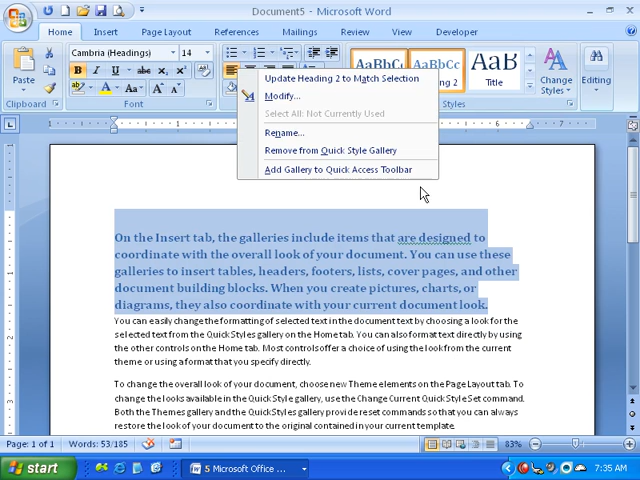 Document5 - Microsoft Word
Home Insert Page Layout References Mailings Review View Developer
Paste
Cambria (Headings) 14
B I U
Clipboard Font
AaBbCc AaBbCc AaBbC
ing 2 Title
Change Styles
Editing
Styles
Update Heading 2 to Match Selection
Modify...
Select All: Not Currently Used
Rename...
Remove from Quick Style Gallery
Add Gallery to Quick Access Toolbar
On the Insert tab, the galleries include items that are designed to
coordinate with the overall look of your document. You can use these
galleries to insert tables, headers, footers, lists, cover pages, and other
document building blocks. When you create pictures, charts, or
diagrams, they also coordinate with your current document look.
You can easily change the formatting of selected text in the document text by choosing a look for the
selected text from the Quick Styles gallery on the Home tab. You can also format text directly by using
the other controls on the Home tab. Most controls offer a choice of using the look from the current
theme or using a format that you specify directly.
To change the overall look of your document, choose new Theme elements on the Page Layout tab. To
change the looks available in the Quick Style gallery, use the Change Current Quick Style Set command.
Both the Themes gallery and the Quick Styles gallery provide reset commands so that you can always
restore the look of your document to the original contained in your current template.
Page: 1 of 1 Words: 53/185 83%
start 5 Microsoft Office ... 7:35 AM